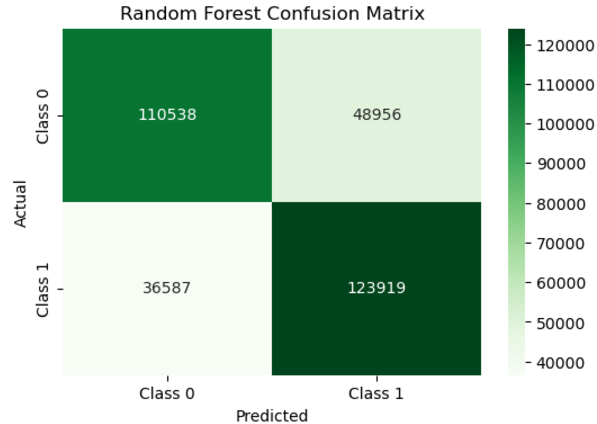 Random Forest Confusion Matrix
Actual
Class 0
110538
48956
Class 1
36587
123919
Class 0
Class 1
Predicted
120000
110000
100000
90000
80000
70000
60000
50000
40000